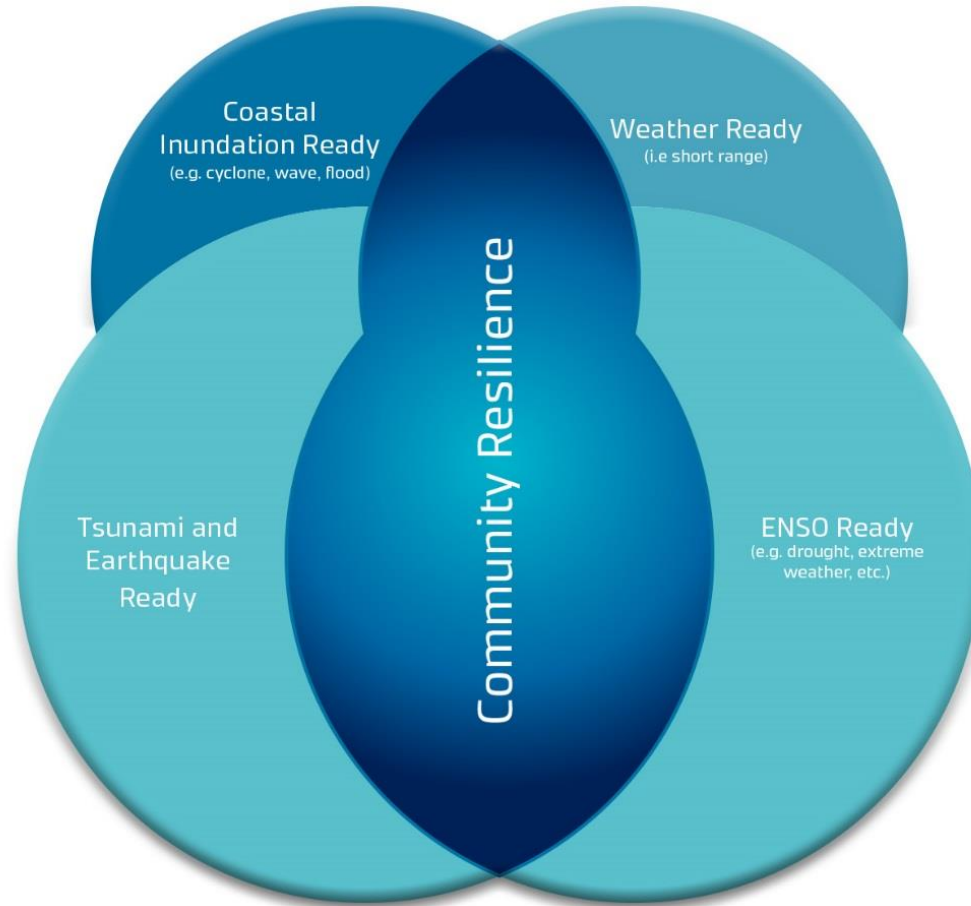 Coastal
Inundation Ready
(e.g. cyclone, wave, flood)
Weather Ready
(i.e short range)
Community Resilience
Tsunami and
Earthquake
Ready
ENSO Ready
(e.g. drought, extreme
weather, etc.)